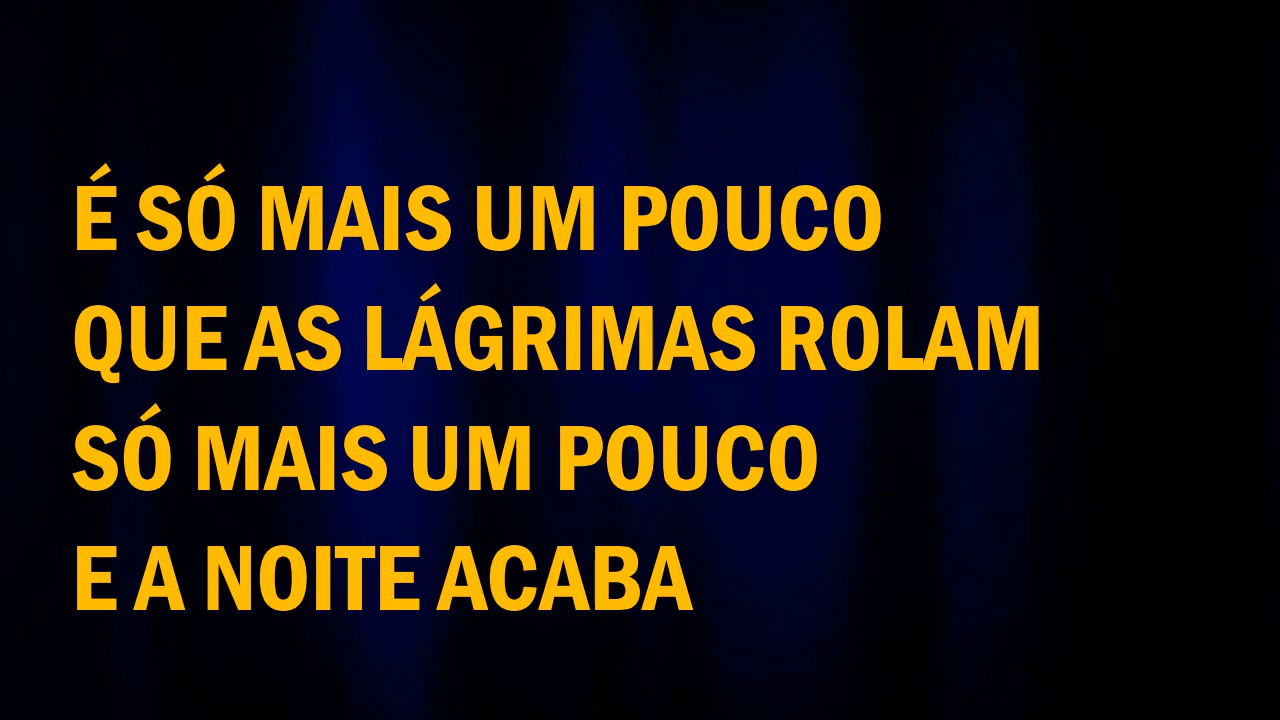 É SÓ MAIS UM POUCO
QUE AS LÁGRIMAS ROLAM
SÓ MAIS UM POUCO
E A NOITE ACABA